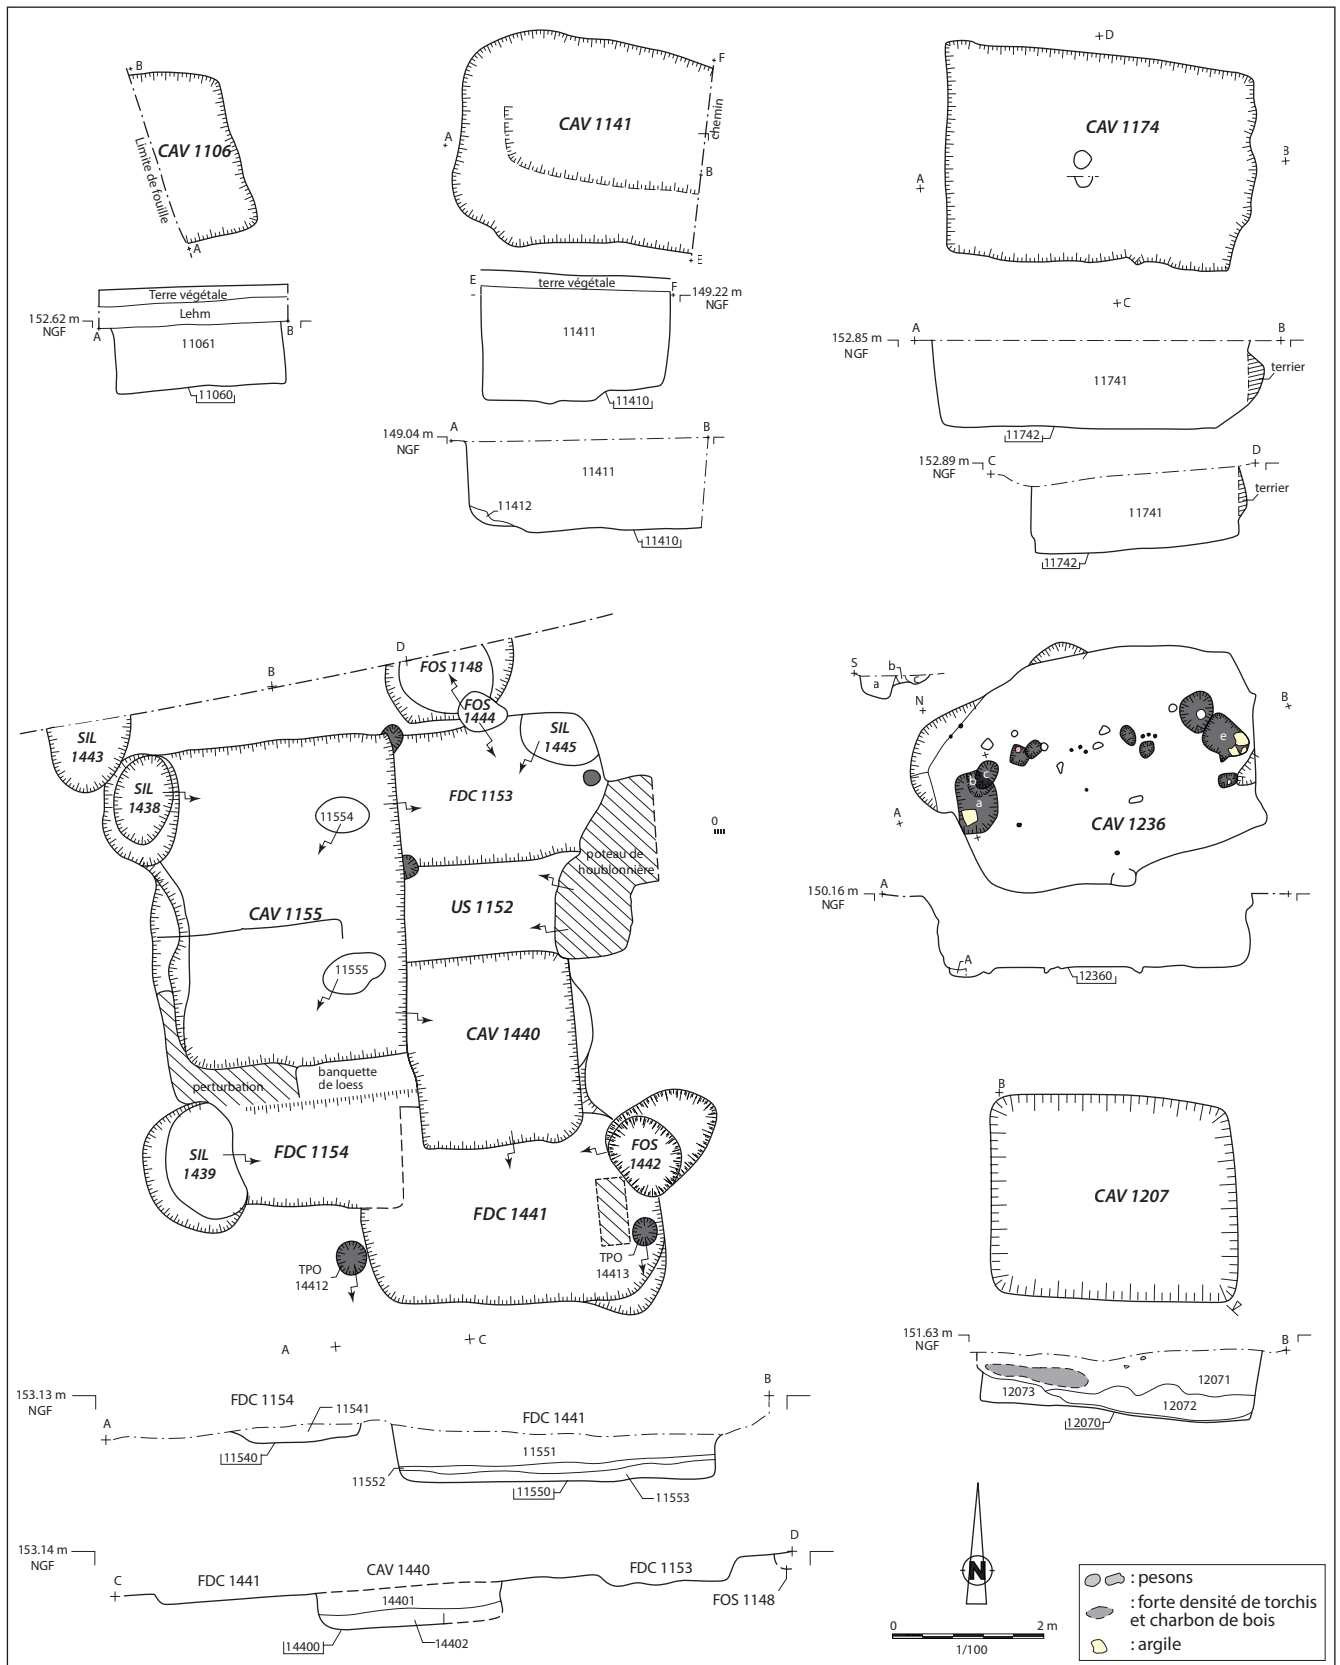 B
CAV 1106
Limite de fouille
A
Terre végétale
Lehm
152.62 m
NGF
A
B
11061
11060
F
CAV 1141
chemin
A
B
E
E
terre végétale
F
149.22 m
NGF
11411
11410
149.04 m
NGF
A
B
11411
11412
11410
D
CAV 1174
B
A
C
152.85 m
NGF
A
B
terrier
11741
11742
152.89 m
NGF
C
D
terrier
11741
11742
D
B
FOS 1148
FOS
1444
SIL
1443
SIL
1445
SIL
1438
FDC 1153
11554
poteau de
houblonnière
US 1152
CAV 1155
11555
CAV 1440
perturbation
banquette
de loess
SIL
1439
FDC 1154
FOS
1442
FDC 1441
TPO
14412
TPO
14413
A
C
0
S
b
a
c
N
B
e
b
c
a
A
CAV 1236
150.16 m
NGF
A
A
12360
B
CAV 1207
A
151.63 m
NGF
B
12073
12071
12072
12070
153.13 m
NGF
A
FDC 1154
11541
11540
FDC 1441
B
11551
11552
11550
11553
153.14 m
NGF
C
FDC 1441
CAV 1440
FDC 1153
D
FOS 1148
14401
14400
14402
N
0
2 m
1/100
: pesons
: forte densité de torchis
et charbon de bois
: argile